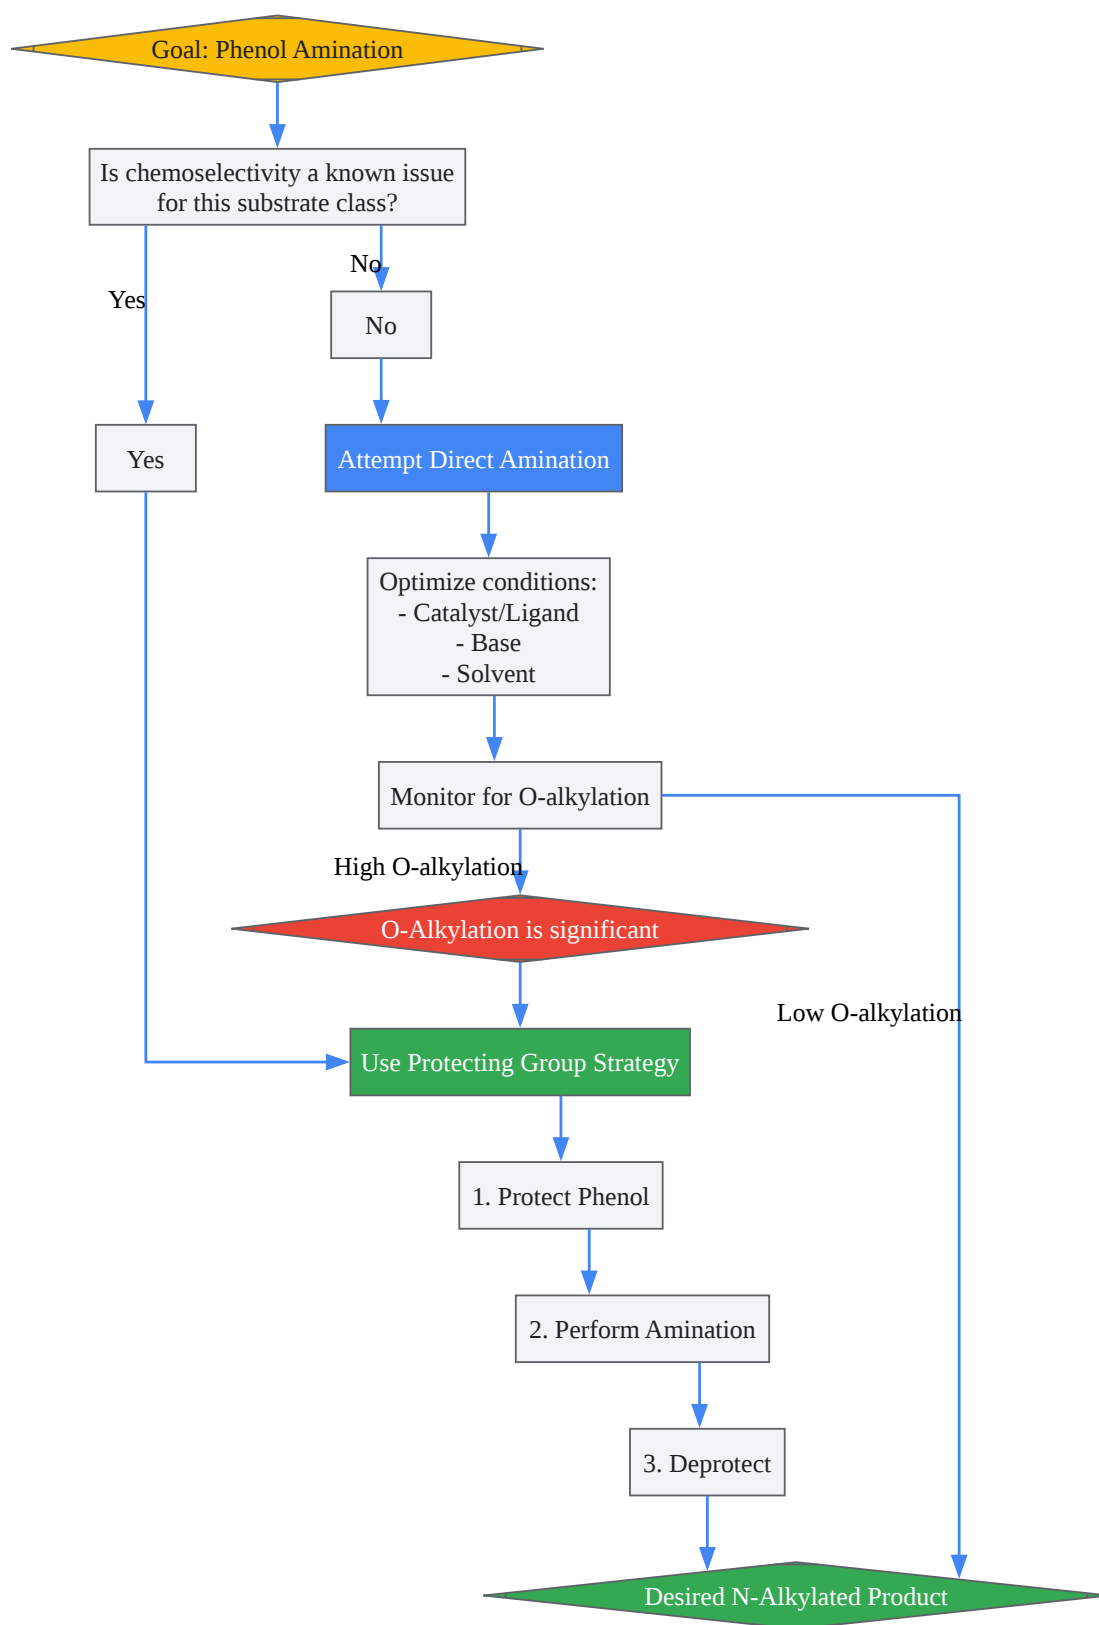 Goal: Phenol Amination
Is chemoselectivity a known issue
for this substrate class?
No
Yes
No
Yes
Attempt Direct Amination
Optimize conditions:
- Catalyst/Ligand
- Base
- Solvent
Monitor for O-alkylation
High O-alkylation
O-Alkylation is significant
Low O-alkylation
Use Protecting Group Strategy
1. Protect Phenol
2. Perform Amination
3. Deprotect
Desired N-Alkylated Product